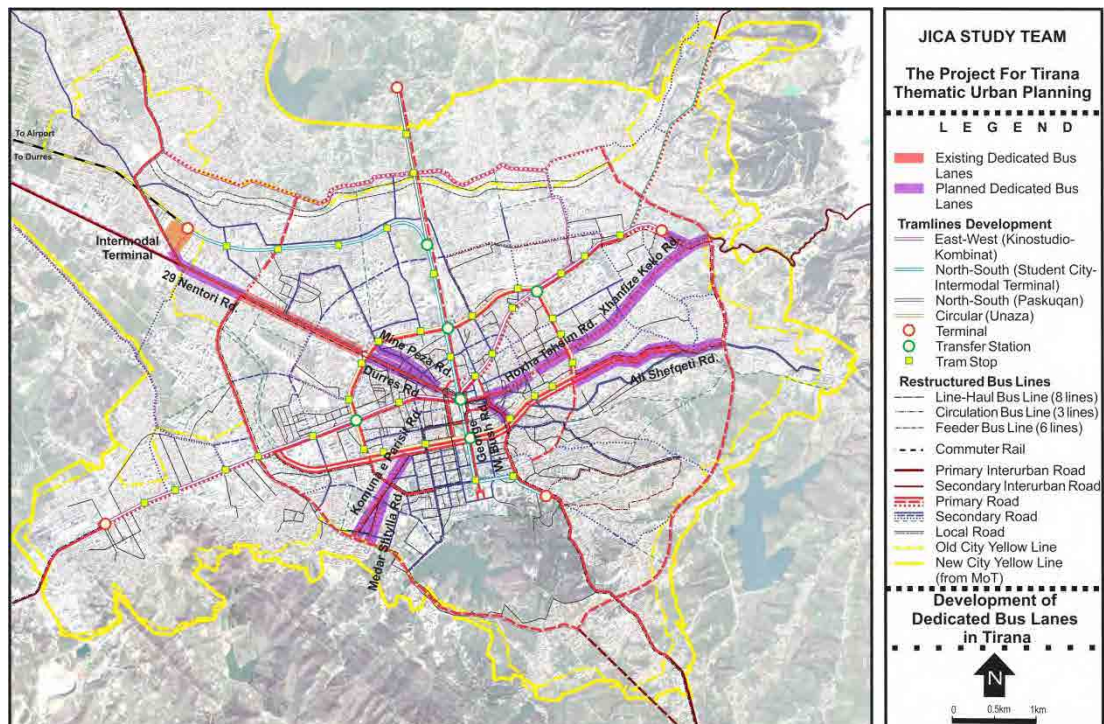 To Airport
To Durres
Intermodal
Terminal
29 Nentori Rd.
Mine Peza Rd.
Durres Rd.
Hoxha Tahsim Rd.
Xhanfize Keko Rd.
Ali Shefqeti Rd.
George
W. Bush Rd.
Komuna e Parisit Rd.
Medar Shtylla Rd.
JICA STUDY TEAM
The Project For Tirana
Thematic Urban Planning
L E G E N D
Existing Dedicated Bus
Lanes
Planned Dedicated Bus
Lanes
Tramlines Development
East-West (Kinostudio-
Kombinat)
North-South (Student City-
Intermodal Terminal)
North-South (Paskuqan)
Circular (Unaza)
Terminal
Transfer Station
Tram Stop
Restructured Bus Lines
Line-Haul Bus Line (8 lines)
Circulation Bus Line (3 lines)
Feeder Bus Line (6 lines)
Commuter Rail
Primary Interurban Road
Secondary Interurban Road
Primary Road
Secondary Road
Local Road
Old City Yellow Line
New City Yellow Line
(from MoT)
Development of
Dedicated Bus Lanes
in Tirana
N
0 0.5km 1km